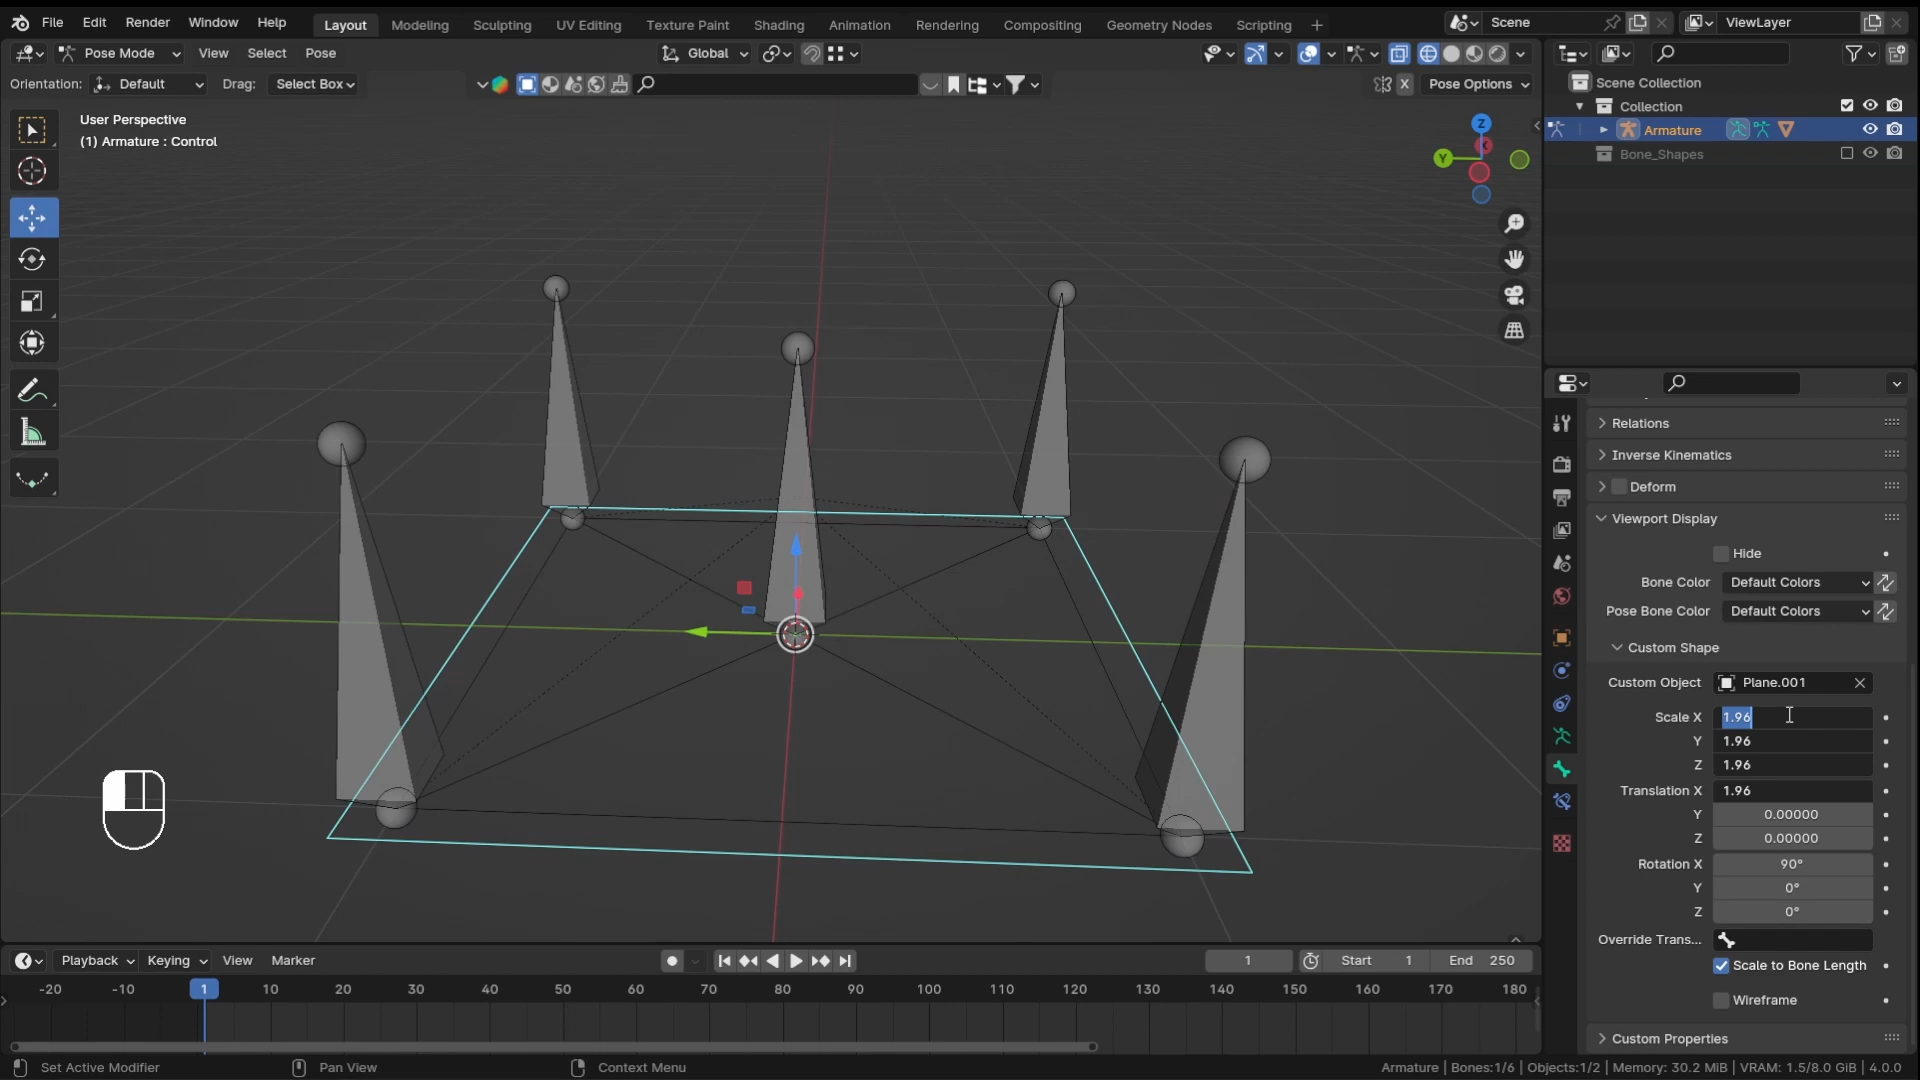 File Edit Render Window Help Layout Modeling Sculpting UV Editing Texture Paint Shading Animation Rendering Compositing Geometry Nodes Scripting + Scene ViewLayer
Pose Mode View Select Pose Global
Orientation: Default Drag: Select Box X Pose Options
User Perspective
(1) Armature : Control
Z
X
Y
Scene Collection
Collection
Armature
Bone_Shapes
Relations
Inverse Kinematics
Deform
Viewport Display
Hide
Bone Color Default Colors
Pose Bone Color Default Colors
Custom Shape
Custom Object Plane.001
Scale X 1.96
Y 1.96
Z 1.96
Translation X 1.96
Y 0.00000
Z 0.00000
Rotation X 90°
Y 0°
Z 0°
Override Trans...
Scale to Bone Length
Wireframe
Custom Properties
Playback Keying View Marker 1 Start 1 End 250
-20 -10 1 10 20 30 40 50 60 70 80 90 100 110 120 130 140 150 160 170 180
Set Active Modifier Pan View Context Menu Armature | Bones:1/6 | Objects:1/2 | Memory: 30.2 MiB | VRAM: 1.5/8.0 GiB | 4.0.0